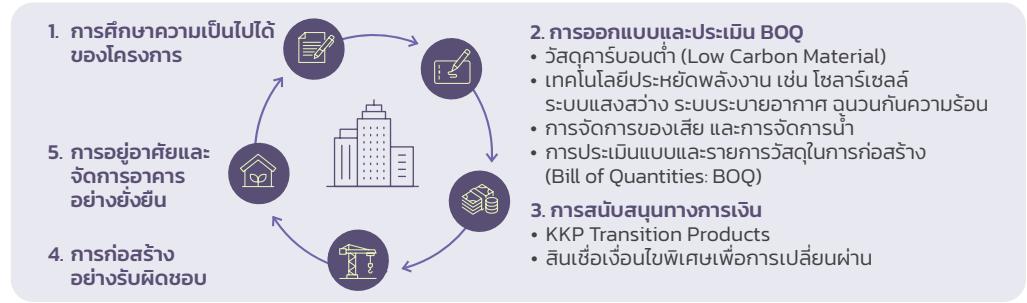 1. การศึกษาความเป็นไปได้
ของโครงการ
2. การออกแบบและประเมิน BOQ
• วัสดุคาร์บอนต่ำ (Low Carbon Material)
• เทคโนโลยีประหยัดพลังงาน เช่น โซลาร์เซลล์
ระบบแสงสว่าง ระบบระบายอากาศ ฉนวนกันความร้อน
• การจัดการของเสีย และการจัดการน้ำ
• การประเมินแบบและรายการวัสดุในการก่อสร้าง
(Bill of Quantities: BOQ)
3. การสนับสนุนทางการเงิน
• KKP Transition Products
• สินเชื่อเงื่อนไขพิเศษเพื่อการเปลี่ยนผ่าน
4. การก่อสร้าง
อย่างรับผิดชอบ
5. การอยู่อาศัยและ
จัดการอาคาร
อย่างยั่งยืน